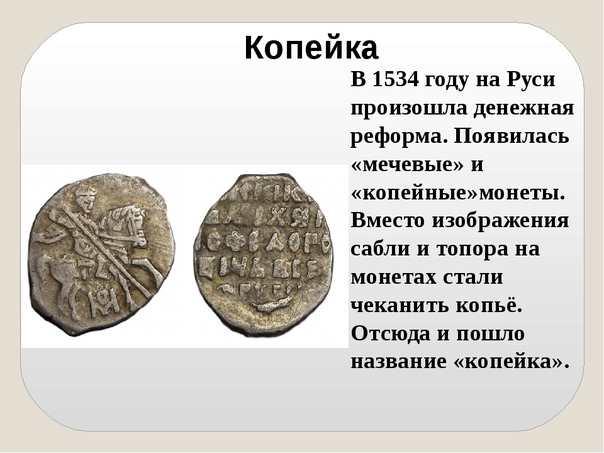 Копейка
В 1534 году на Руси
произошла денежная
реформа. Появилась
«мечевые» и
«копейные»монеты.
Вместо изображения
сабли и топора на
монетах стали
чеканить копьё.
Отсюда и пошло
название «копейка».